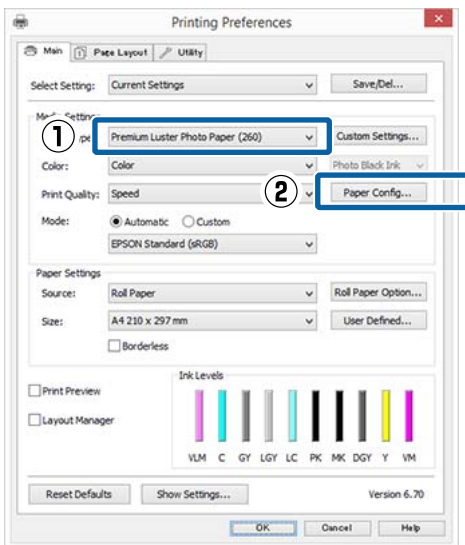 Printing Preferences
Main Page Layout Utility
Select Setting: Current Settings Save/Del...
Media Settings
① Premium Luster Photo Paper (260) Custom Settings...
Color: Color Photo Black Ink
② Print Quality: Speed Paper Config...
Mode: Automatic Custom
EPSON Standard (sRGB)
Paper Settings
Source: Roll Paper Roll Paper Option...
Size: A4 210 x 297 mm User Defined...
Borderless
Ink Levels
Print Preview
Layout Manager
VLM C GY LGY LC PK MK DGY Y VM
Reset Defaults Show Settings... Version 6.70
OK Cancel Help